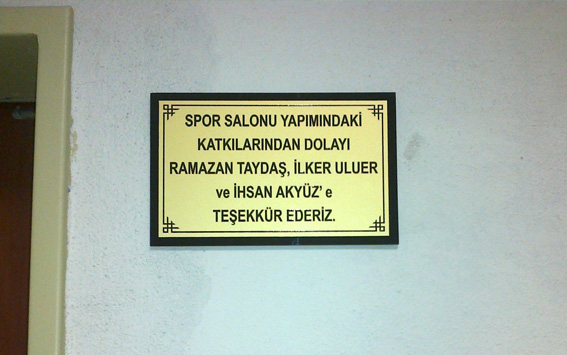 SPOR SALONU YAPIMINDAKİ
KATKILARINDAN DOLAYI
RAMAZAN TAYDAŞ, İLKER ULUER
ve İHSAN AKYÜZ' e
TEŞEKKÜR EDERİZ.